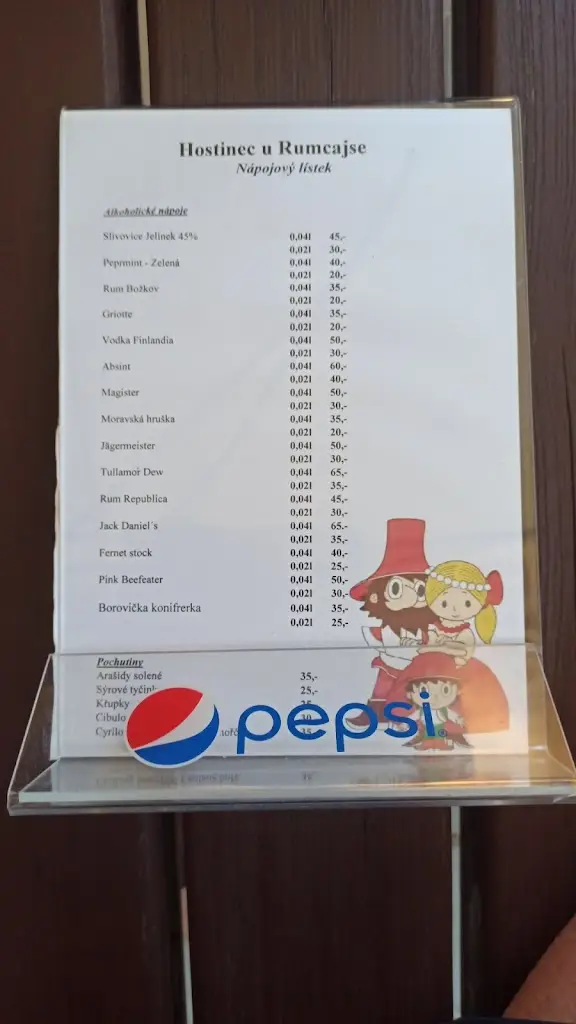 Hostinec u Rumcajse
Nápojový lístek
Alkoholické nápoje
Slivovice Jelínek 45% 0,04l 45,-
0,02l 30,-
Peprmint - Zelená 0,04l 40,-
0,02l 20,-
Rum Božkov 0,04l 35,-
0,02l 20,-
Griotte 0,04l 35,-
0,02l 20,-
Vodka Finlandia 0,04l 50,-
0,02l 30,-
Absint 0,04l 60,-
0,02l 40,-
Magister 0,04l 50,-
0,02l 30,-
Moravská hruška 0,04l 35,-
0,02l 20,-
Jägermeister 0,04l 50,-
0,02l 30,-
Tullamor Dew 0,04l 65,-
0,02l 35,-
Rum Republica 0,04l 45,-
0,02l 30,-
Jack Daniel´s 0,04l 65,-
0,02l 35,-
Fernet stock 0,04l 40,-
0,02l 25,-
Pink Beefeater 0,04l 50,-
0,02l 30,-
Borovička konifrerka 0,04l 35,-
0,02l 25,-
Pochutiny
Arašídy solené 35,-
Sýrové 25,-
Křupky
Cibulo
Cyrilo
pepsi